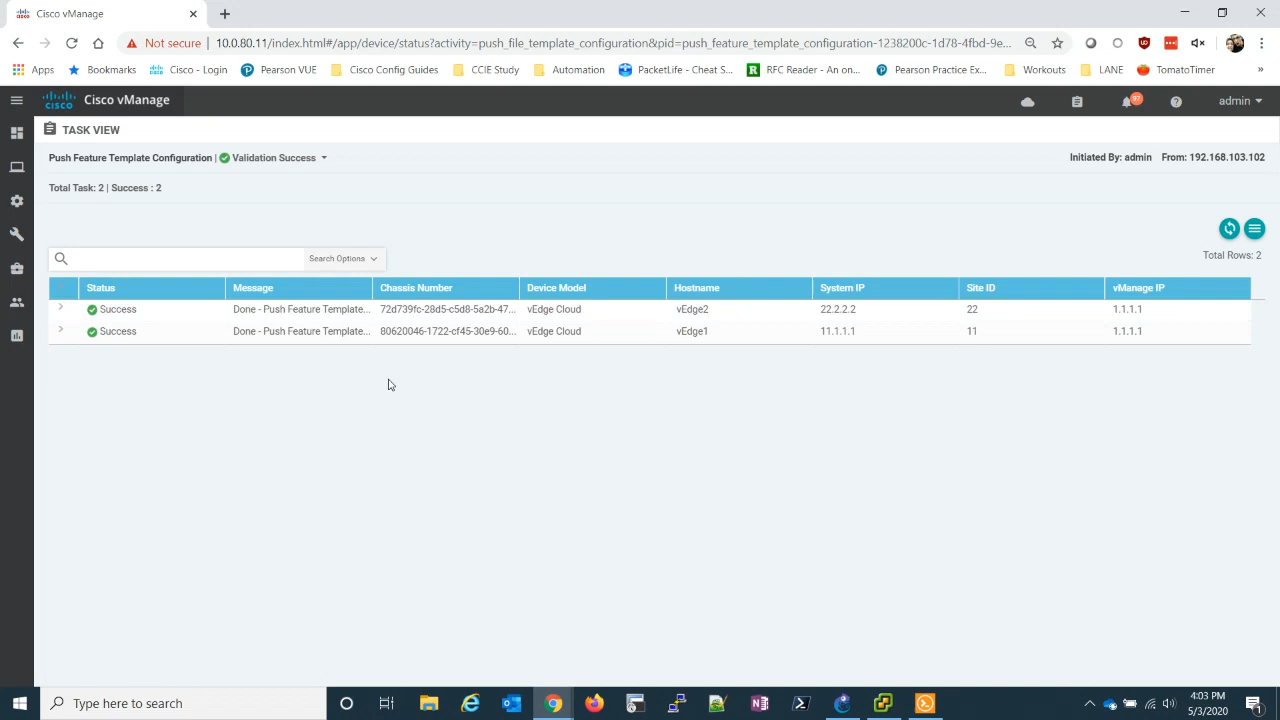 Cisco vManage
Not secure | 10.0.80.11/index.html#/app/device/status?activity=push_file_template_configuration&pid=push_feature_template_configuration-1238200c-1d78-4fbd-9e...
Apps Bookmarks Cisco - Login Pearson VUE Cisco Config Guides CCIE Study Automation PacketLife - Cheat S... RFC Reader - An on... Pearson Practice Ex... Workouts LANE TomatoTimer »
Cisco vManage 97 admin
TASK VIEW
Push Feature Template Configuration | Validation Success Initiated By: admin From: 192.168.103.102
Total Task: 2 | Success : 2
Search Options
Total Rows: 2
Status Message Chassis Number Device Model Hostname System IP Site ID vManage IP
Success Done - Push Feature Template... 72d739fc-28d5-c5d8-5a2b-47... vEdge Cloud vEdge2 22.2.2.2 22 1.1.1.1
Success Done - Push Feature Template... 80620046-1722-cf45-30e9-60... vEdge Cloud vEdge1 11.1.1.1 11 1.1.1.1
Type here to search
4:03 PM
5/3/2020